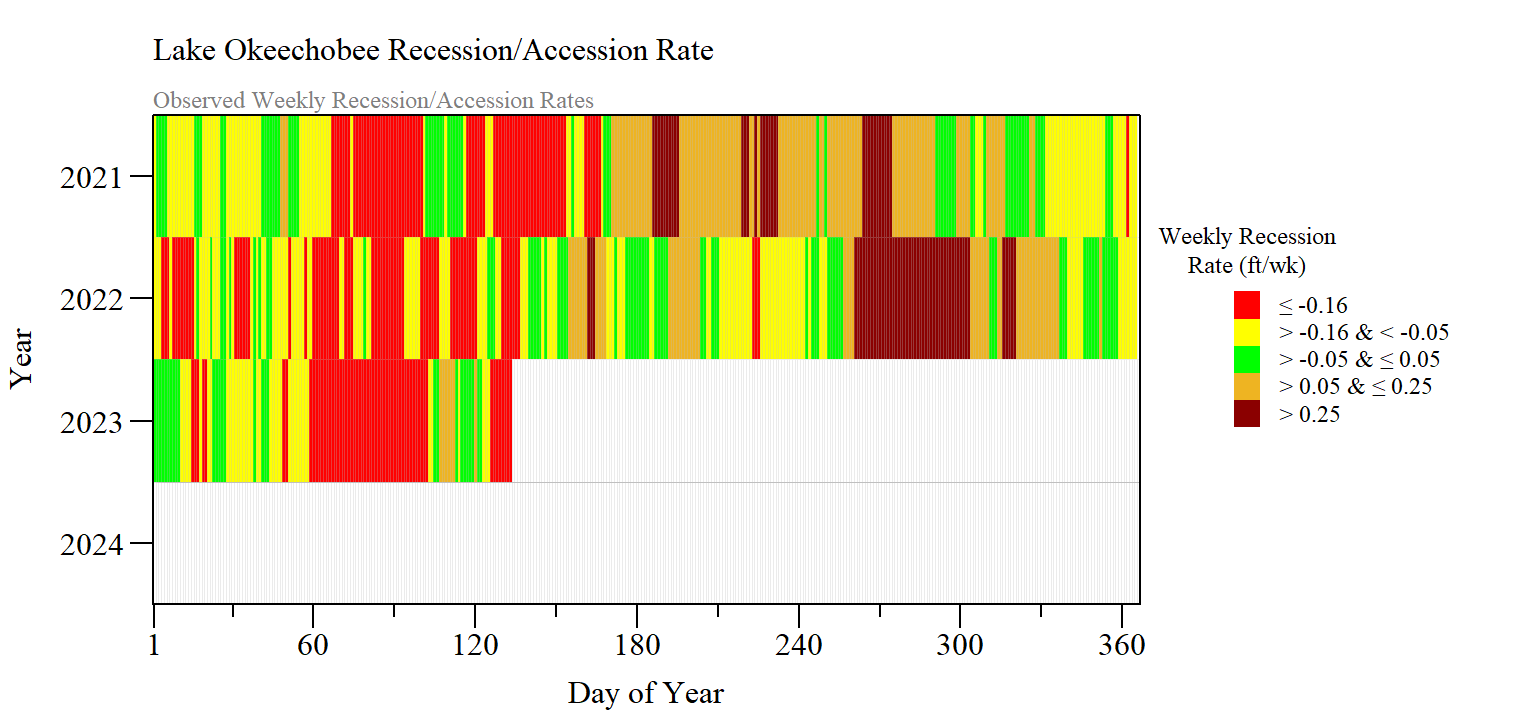 Lake Okeechobee Recession/Accession Rate
Observed Weekly Recession/Accession Rates
2021
2022
2023
2024
Year
1 60 120 180 240 300 360
Day of Year
Weekly Recession
Rate (ft/wk)
≤ -0.16
> -0.16 & < -0.05
> -0.05 & ≤ 0.05
> 0.05 & ≤ 0.25
> 0.25